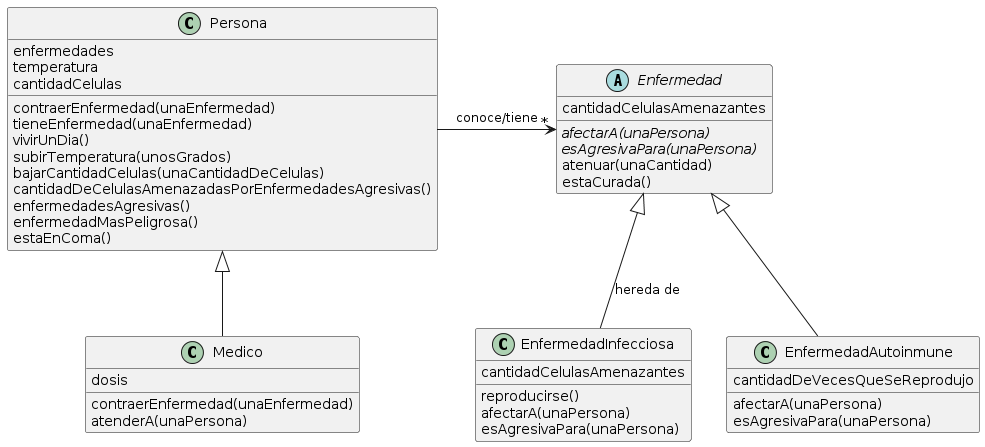 C Persona
enfermedades
temperatura
cantidadCelulas
contraerEnfermedad(unaEnfermedad)
tieneEnfermedad(unaEnfermedad)
vivirUnDia()
subirTemperatura(unosGrados)
bajarCantidadCelulas(unaCantidadDeCelulas)
cantidadDeCelulasAmenazadasPorEnfermedadesAgresivas()
enfermedadesAgresivas()
enfermedadMasPeligrosa()
estaEnComa()
conoce/tiene *
A Enfermedad
cantidadCelulasAmenazantes
afectarA(unaPersona)
esAgresivaPara(unaPersona)
atenuar(unaCantidad)
estaCurada()
hereda de
C Medico
dosis
contraerEnfermedad(unaEnfermedad)
atenderA(unaPersona)
C EnfermedadInfecciosa
cantidadCelulasAmenazantes
reproducirse()
afectarA(unaPersona)
esAgresivaPara(unaPersona)
C EnfermedadAutoinmune
cantidadDeVecesQueSeReprodujo
afectarA(unaPersona)
esAgresivaPara(unaPersona)